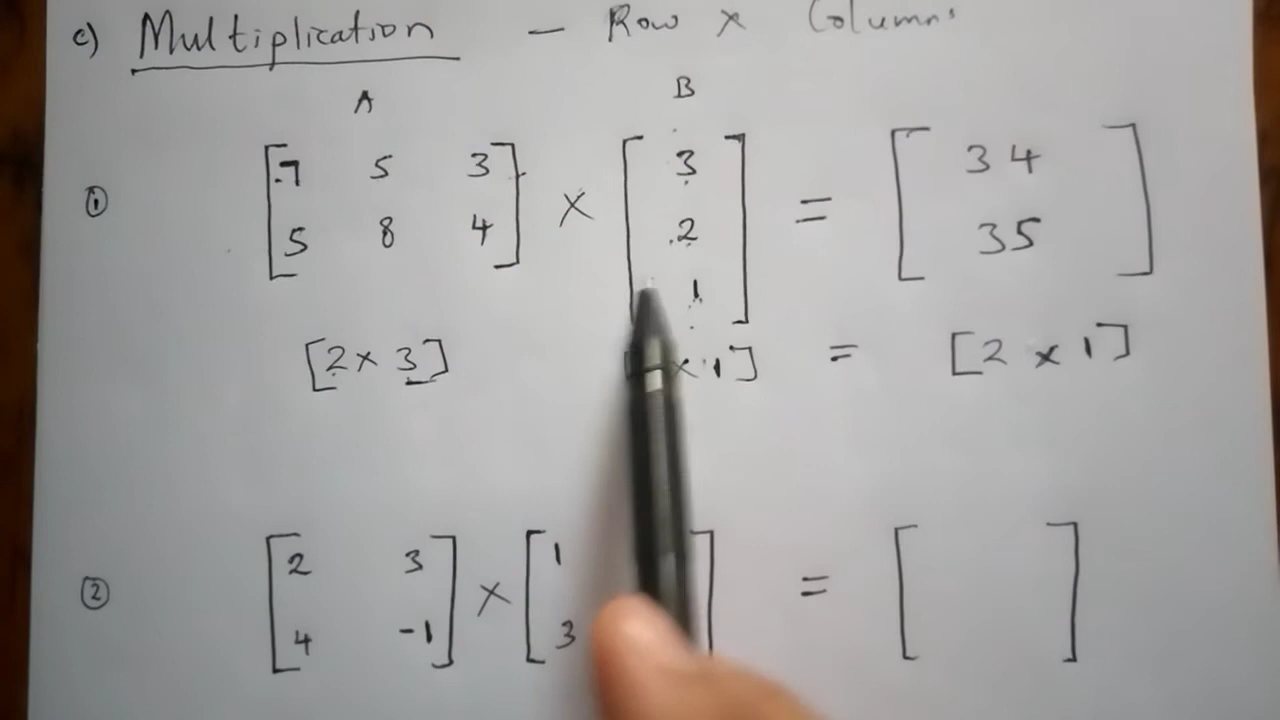 c) Multiplication — Row × Column
A B
① [7 5 3] × [3] = [34]
[5 8 4] [2] [35]
1
[2 × 3] × 1] = [2 × 1]
② [2 3] × [1 ] = [ ]
[4 -1] [3 ]